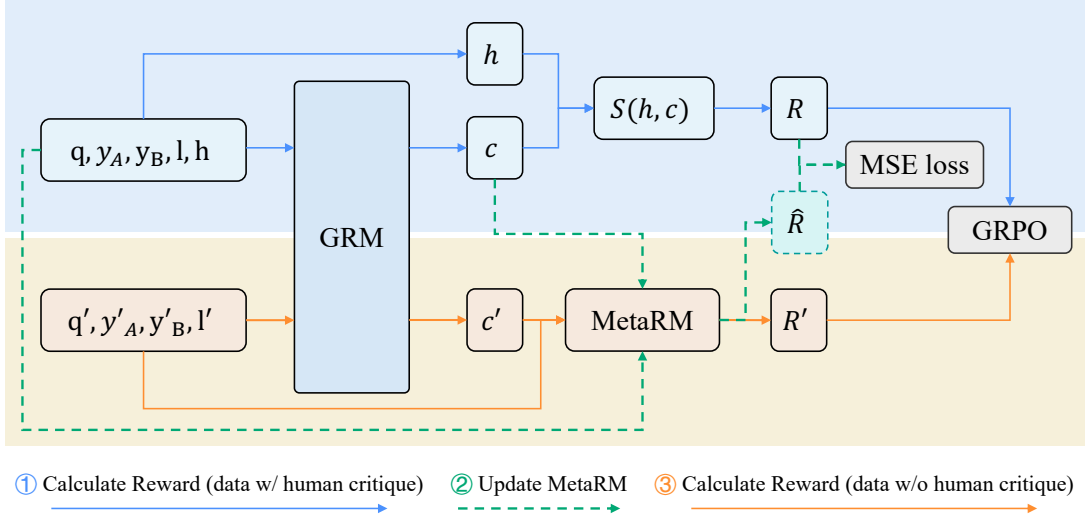 h
S(h, c)
R
q, y_A, y_B, l, h
c
MSE loss
R̂
GRM
GRPO
q′, y′_A, y′_B, l′
c′
MetaRM
R′
① Calculate Reward (data w/ human critique)
② Update MetaRM
③ Calculate Reward (data w/o human critique)